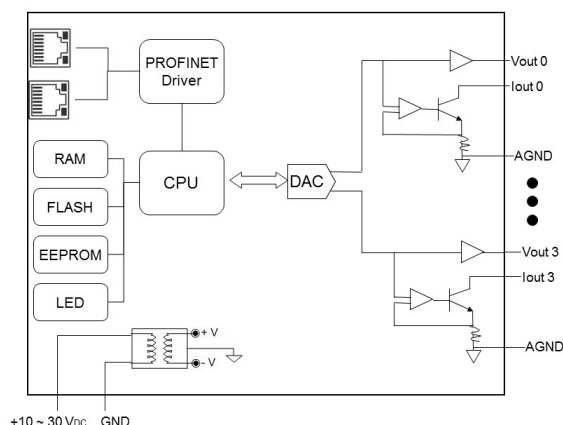 PROFINET
Driver
RAM
FLASH
EEPROM
LED
CPU
DAC
Vout 0
Iout 0
AGND
Vout 3
Iout 3
AGND
+ V
- V
+10 ~ 30 VDC GND